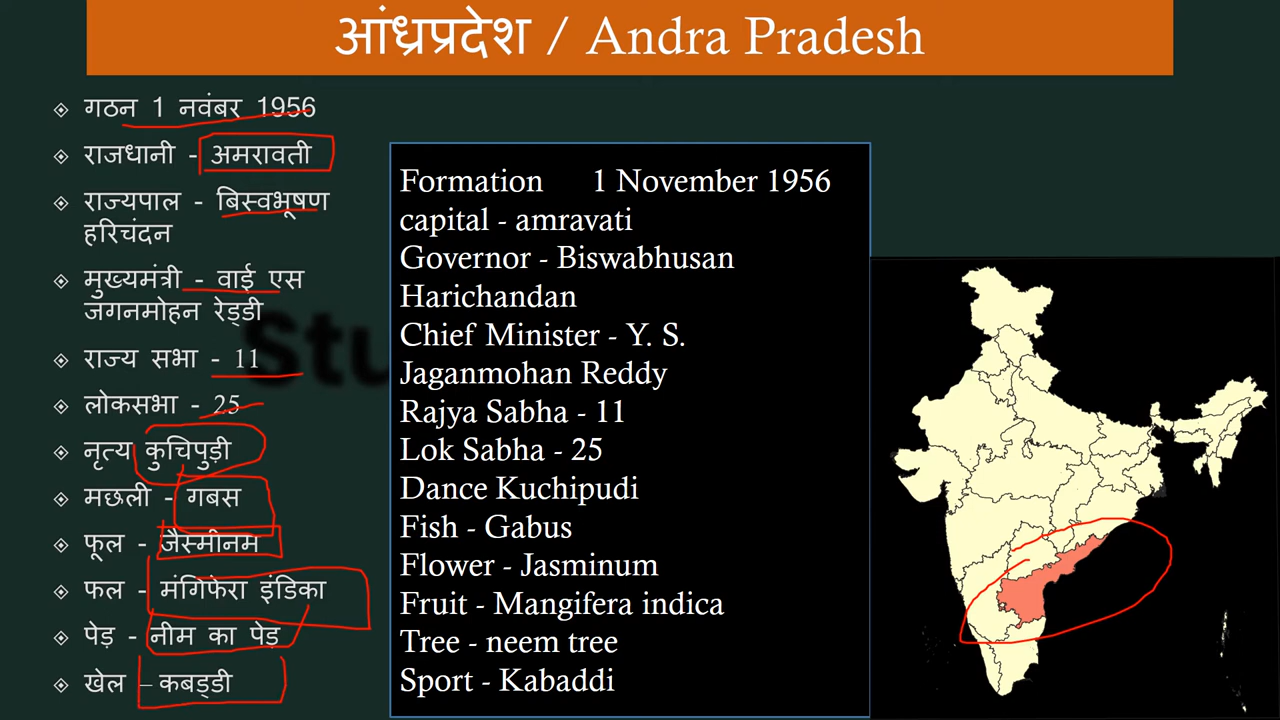 आंध्रप्रदेश / Andra Pradesh
गठन 1 नवंबर 1956
राजधानी - अमरावती
राज्यपाल - बिस्वभूषण
हरिचंदन
मुख्यमंत्री - वाई एस
जगनमोहन रेड्डी
राज्य सभा - 11
लोकसभा - 25
नृत्य कुचिपुड़ी
मछली - गबस
फूल - जैस्मीनम
फल - मंगिफेरा इंडिका
पेड़ - नीम का पेड़
खेल – कबड्डी
Formation 1 November 1956
capital - amravati
Governor - Biswabhusan
Harichandan
Chief Minister - Y. S.
Jaganmohan Reddy
Rajya Sabha - 11
Lok Sabha - 25
Dance Kuchipudi
Fish - Gabus
Flower - Jasminum
Fruit - Mangifera indica
Tree - neem tree
Sport - Kabaddi